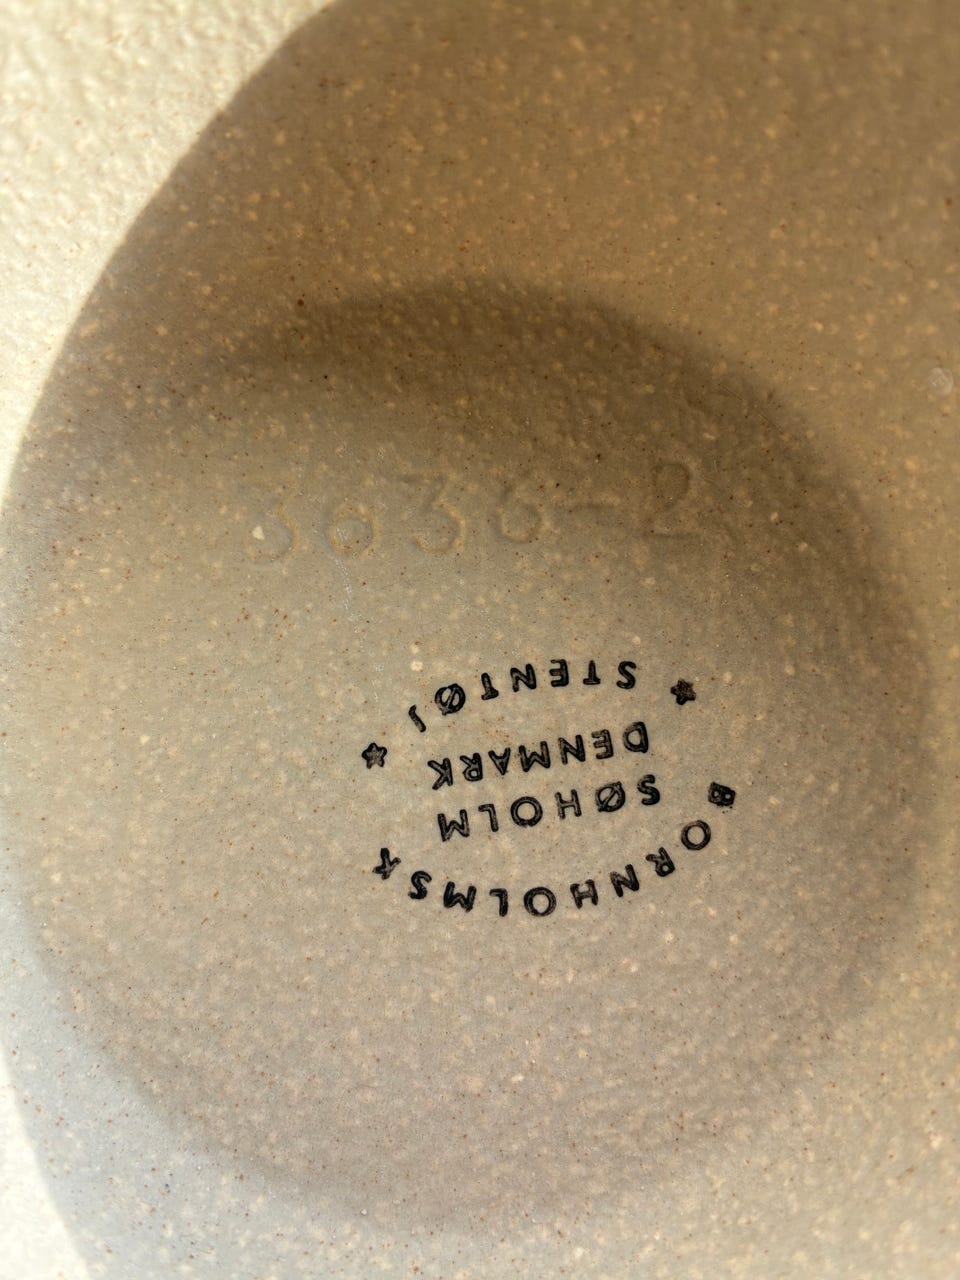 3636-2
BORNHOLMSK
SØHOLM
DENMARK
STENTØJ